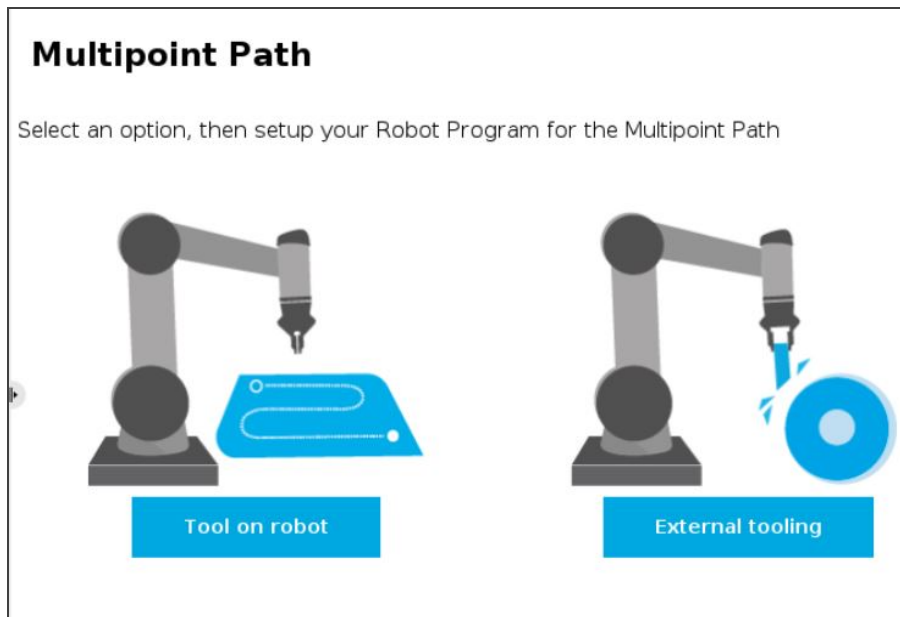 Multipoint Path
Select an option, then setup your Robot Program for the Multipoint Path
Tool on robot
External tooling